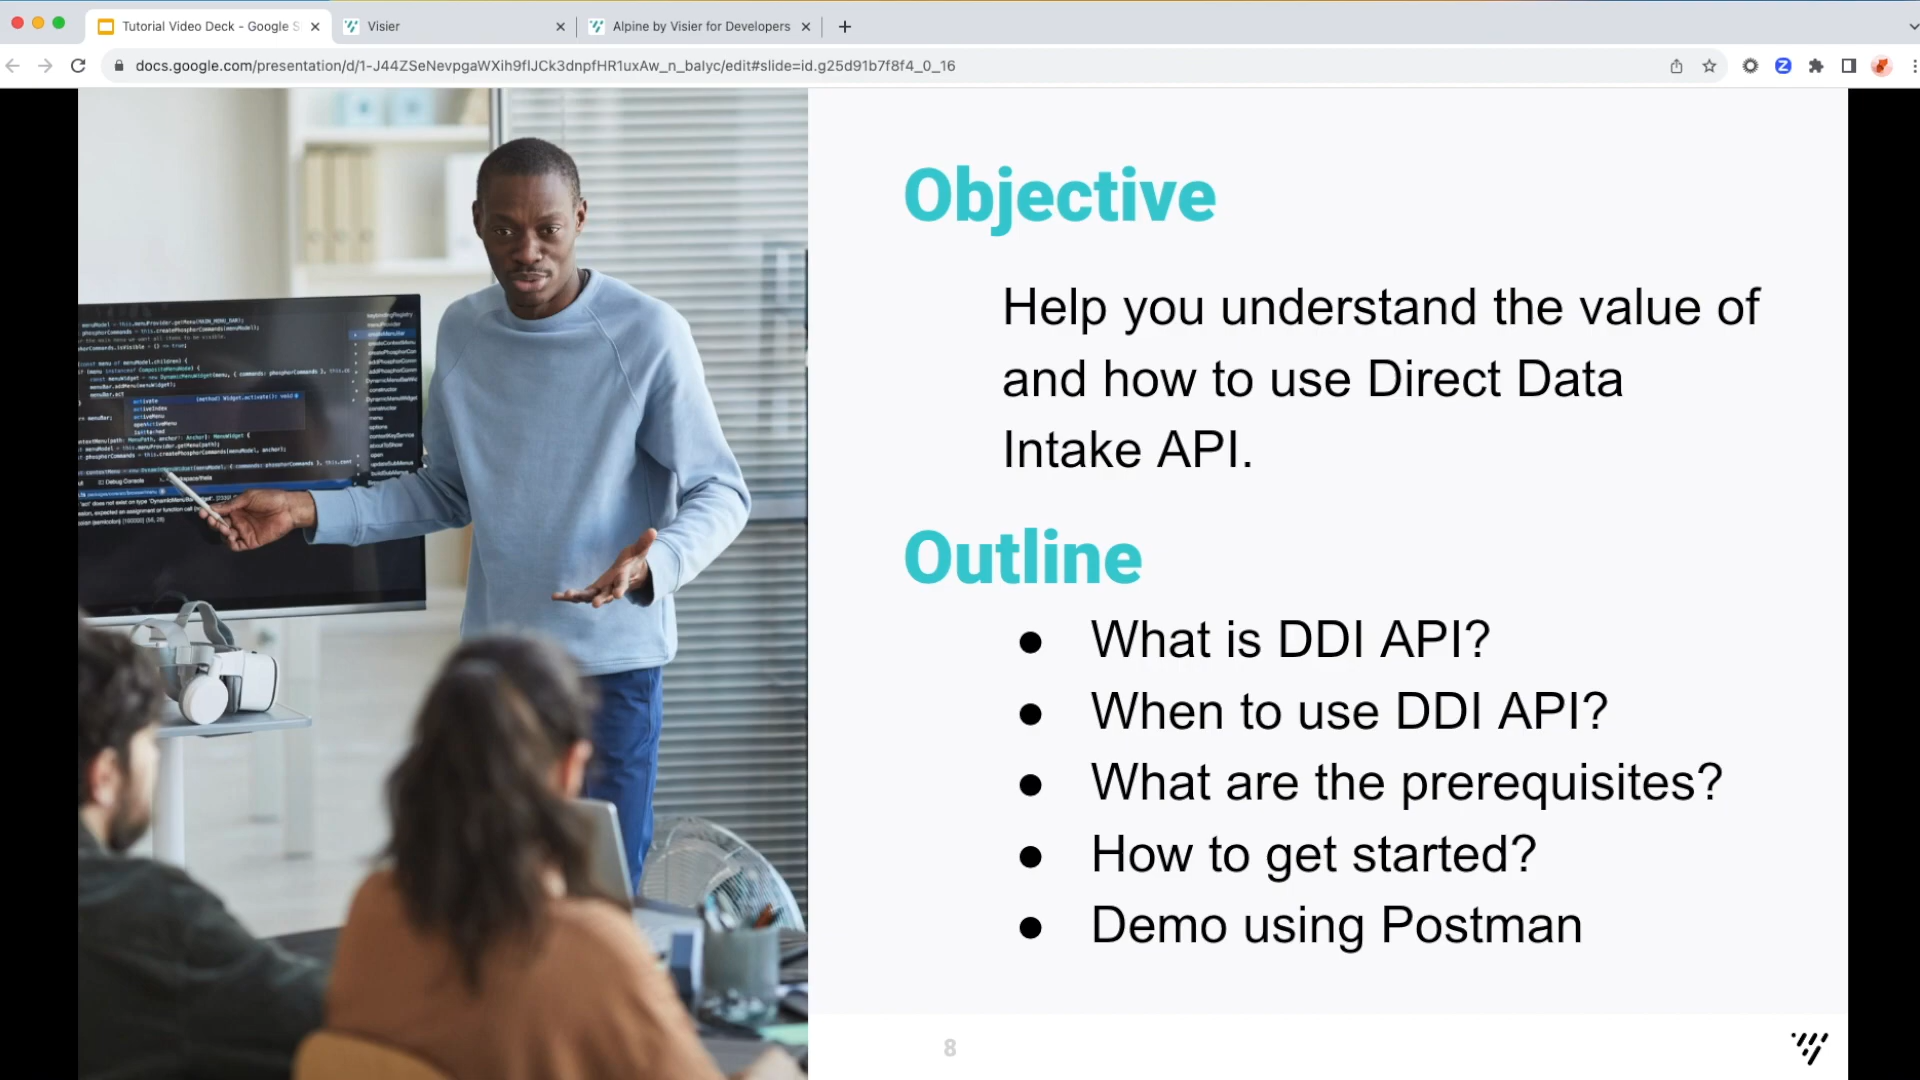 Tutorial Video Deck - Google S
Visier
Alpine by Visier for Developers
docs.google.com/presentation/d/1-J44ZSeNevpgaWXih9fIJCk3dnpfHR1uxAw_n_balyc/edit#slide=id.g25d91b7f8f4_0_16
Objective
Help you understand the value of
and how to use Direct Data
Intake API.
Outline
● What is DDI API?
● When to use DDI API?
● What are the prerequisites?
● How to get started?
● Demo using Postman
8